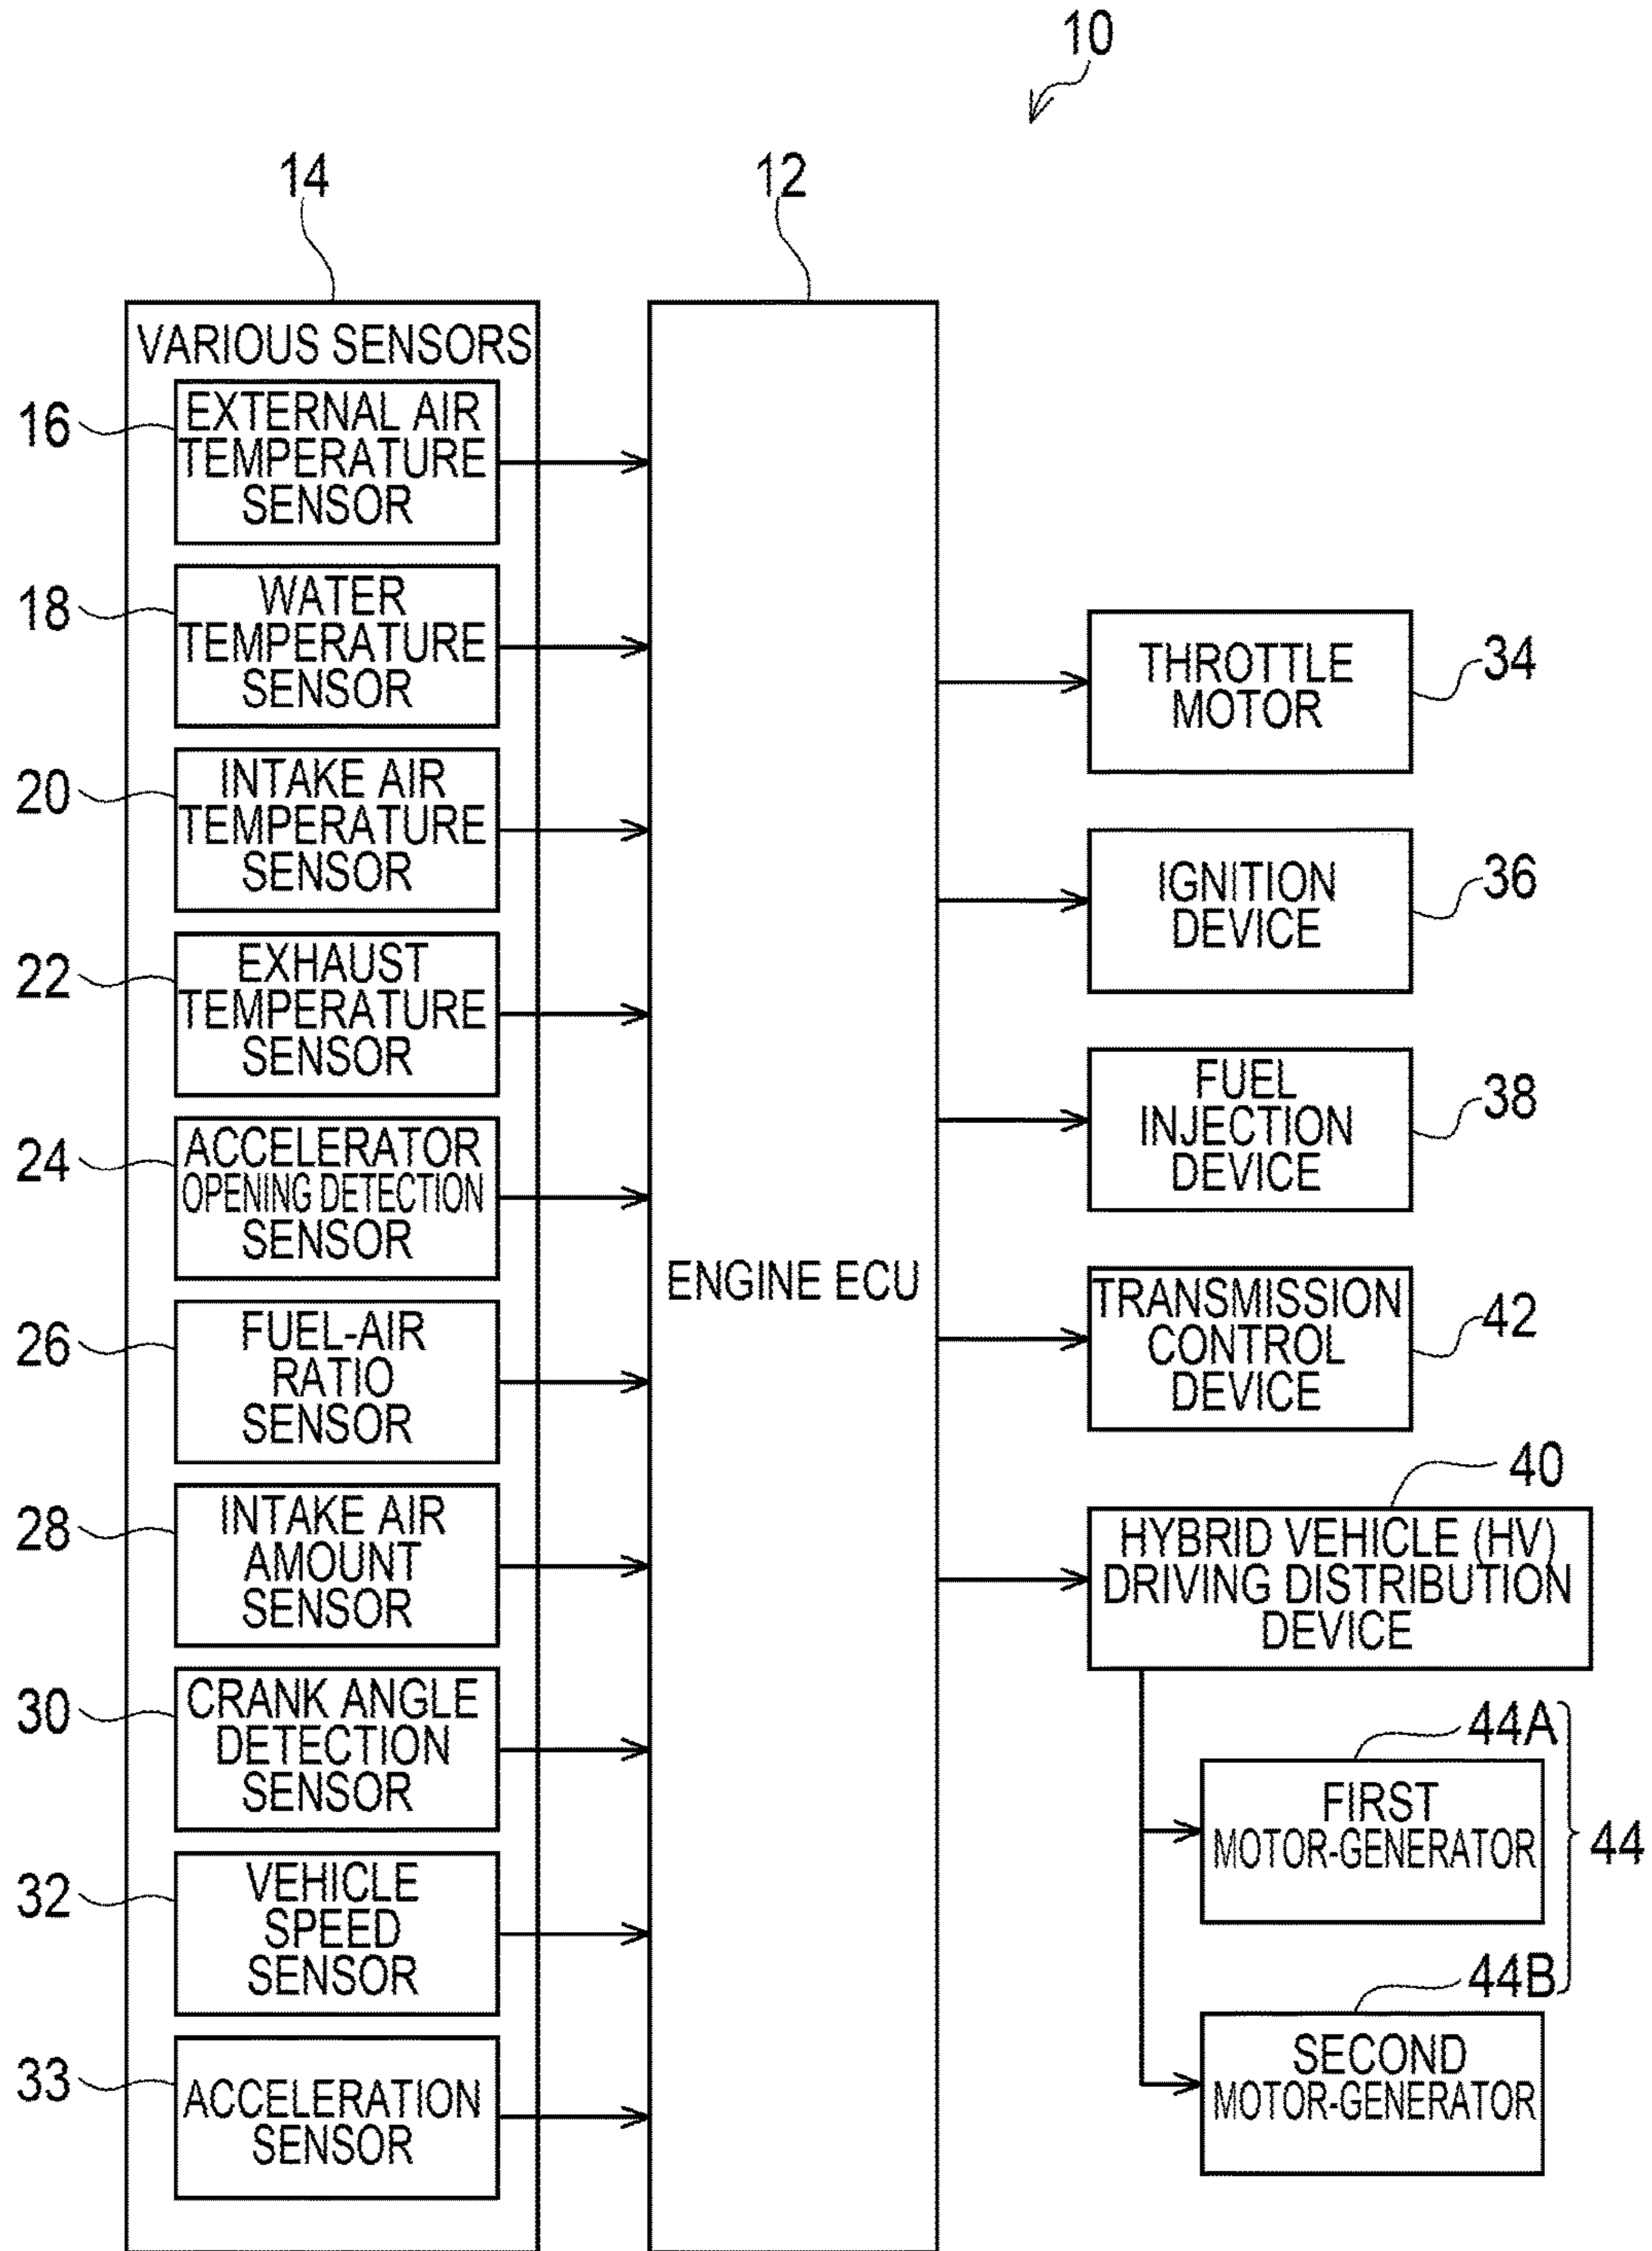 10
14
12
VARIOUS SENSORS
16
EXTERNAL AIR
TEMPERATURE
SENSOR
18
WATER
TEMPERATURE
SENSOR
20
INTAKE AIR
TEMPERATURE
SENSOR
22
EXHAUST
TEMPERATURE
SENSOR
24
ACCELERATOR
OPENING DETECTION
SENSOR
26
FUEL-AIR
RATIO
SENSOR
28
INTAKE AIR
AMOUNT
SENSOR
30
CRANK ANGLE
DETECTION
SENSOR
32
VEHICLE
SPEED
SENSOR
33
ACCELERATION
SENSOR
ENGINE ECU
THROTTLE
MOTOR
34
IGNITION
DEVICE
36
FUEL
INJECTION
DEVICE
38
TRANSMISSION
CONTROL
DEVICE
42
40
HYBRID VEHICLE (HV)
DRIVING DISTRIBUTION
DEVICE
44A
FIRST
MOTOR-GENERATOR
44
44B
SECOND
MOTOR-GENERATOR